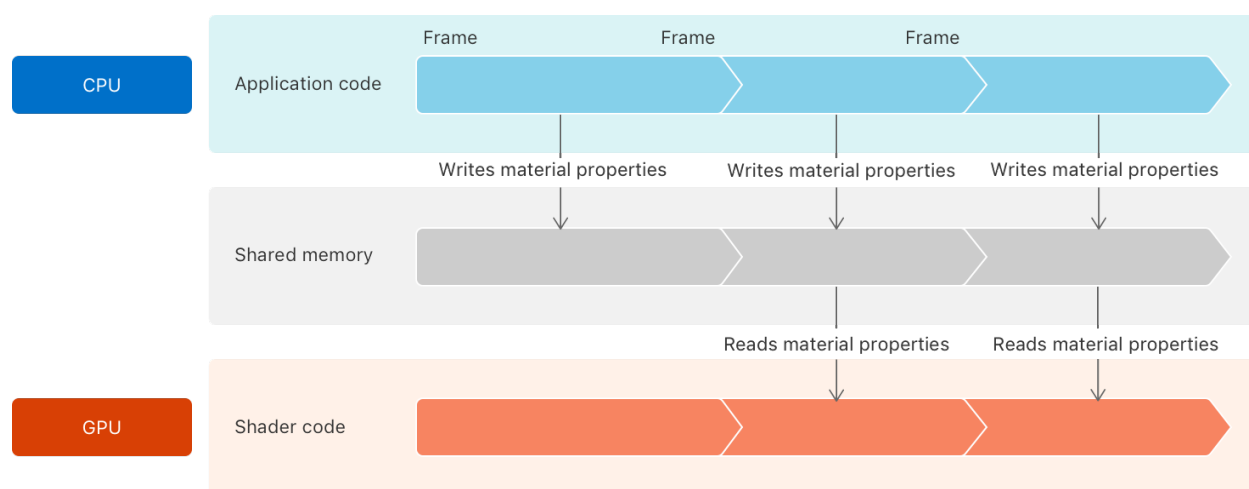 Frame
Frame
Frame
CPU
Application code
Writes material properties
Writes material properties
Writes material properties
Shared memory
Reads material properties
Reads material properties
GPU
Shader code